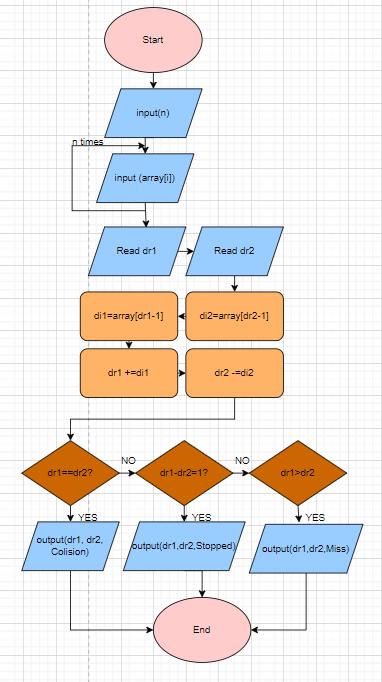 Start
input(n)
n times
input (array[i])
Read dr1
Read dr2
di1=array[dr1-1]
di2=array[dr2-1]
dr1 +=di1
dr2 -=di2
dr1==dr2?
NO
dr1-dr2=1?
NO
dr1>dr2
YES
YES
YES
output(dr1, dr2,
Colision)
output(dr1,dr2,Stopped)
output(dr1,dr2,Miss)
End